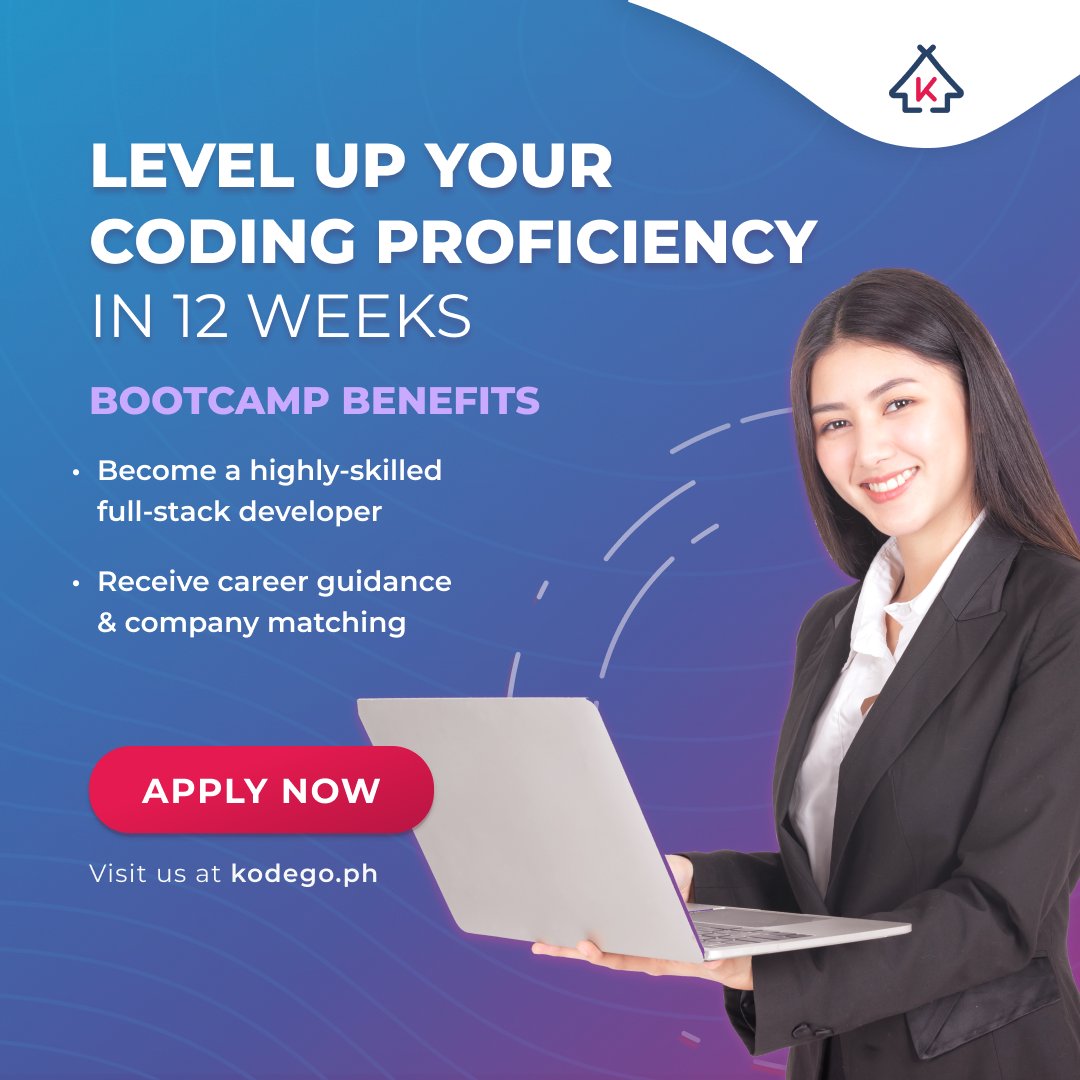 K
LEVEL UP YOUR
CODING PROFICIENCY
IN 12 WEEKS
BOOTCAMP BENEFITS
• Become a highly-skilled
full-stack developer
• Receive career guidance
& company matching
APPLY NOW
Visit us at kodego.ph